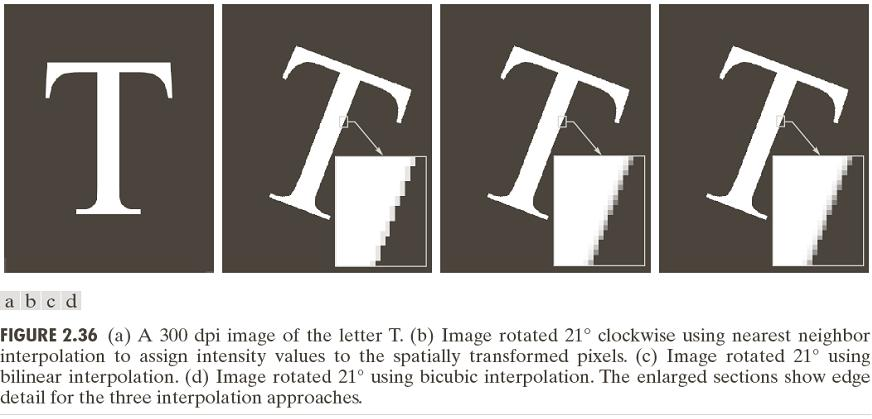 T T T T
a b c d
FIGURE 2.36 (a) A 300 dpi image of the letter T. (b) Image rotated 21° clockwise using nearest neighbor
interpolation to assign intensity values to the spatially transformed pixels. (c) Image rotated 21° using
bilinear interpolation. (d) Image rotated 21° using bicubic interpolation. The enlarged sections show edge
detail for the three interpolation approaches.